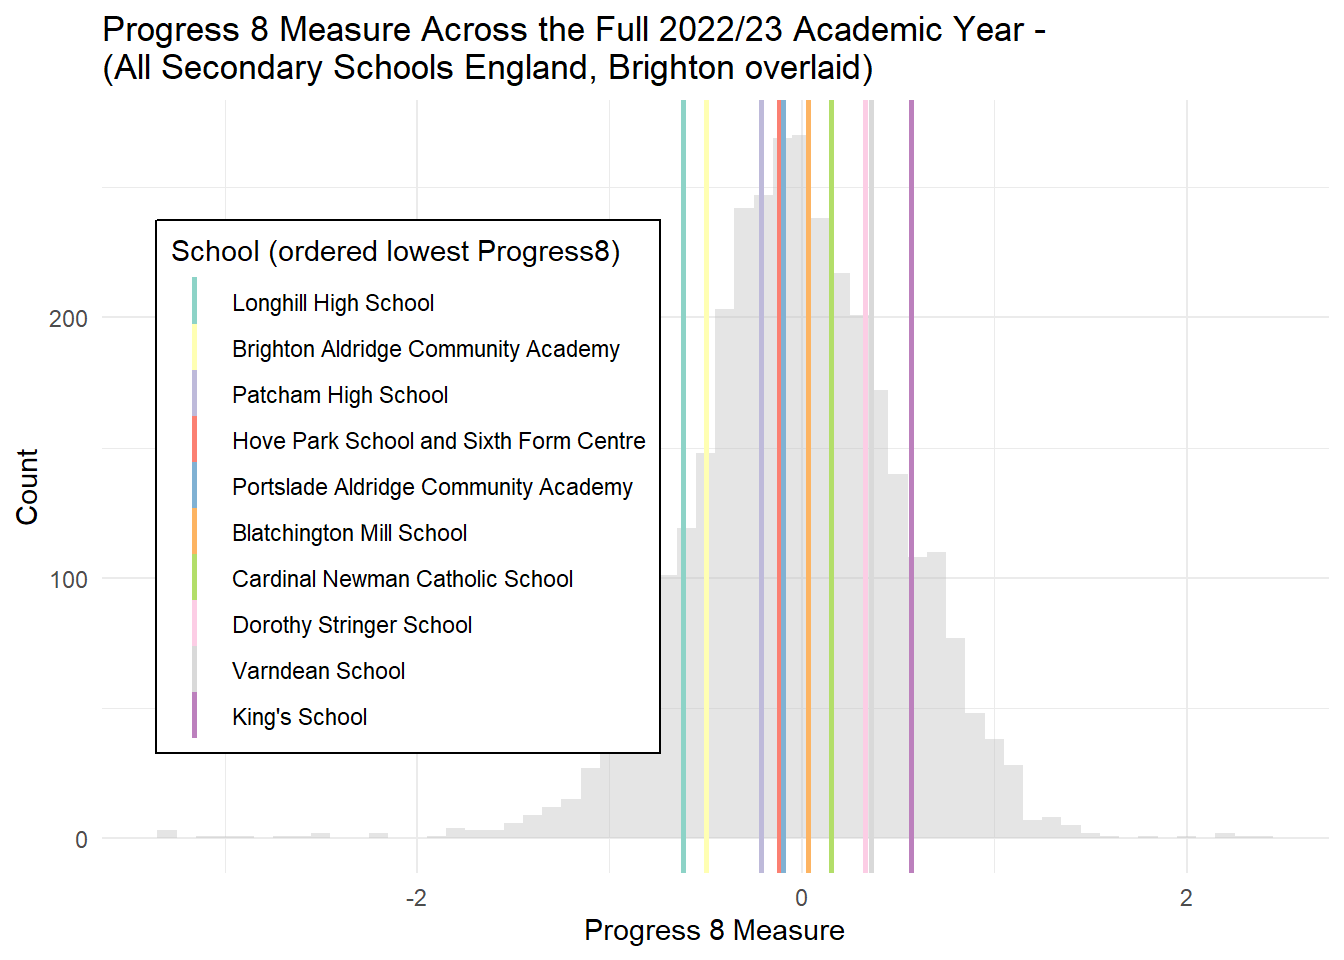 Progress 8 Measure Across the Full 2022/23 Academic Year -
(All Secondary Schools England, Brighton overlaid)
Count
200
100
0
School (ordered lowest Progress8)
Longhill High School
Brighton Aldridge Community Academy
Patcham High School
Hove Park School and Sixth Form Centre
Portslade Aldridge Community Academy
Blatchington Mill School
Cardinal Newman Catholic School
Dorothy Stringer School
Varndean School
King's School
-2
0
2
Progress 8 Measure